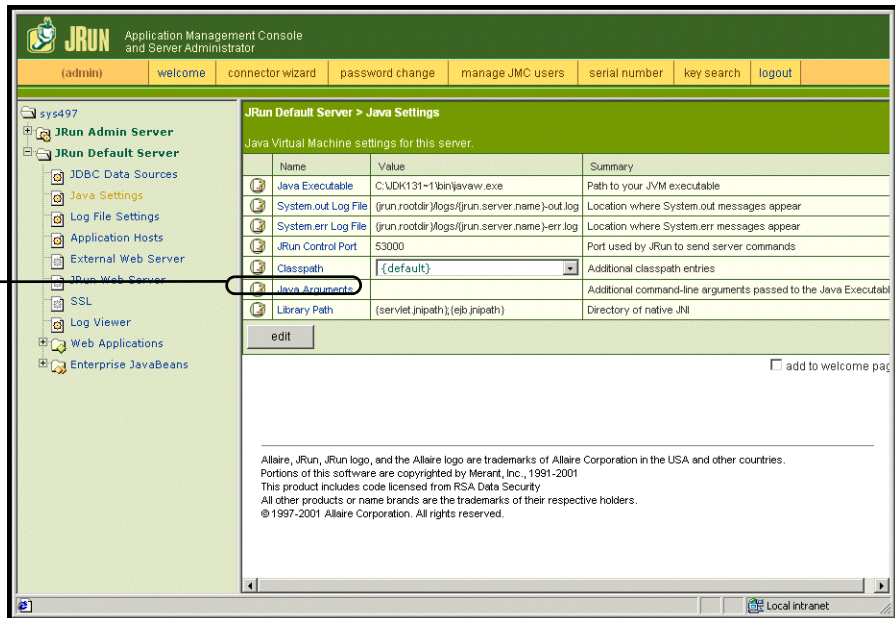 JRUN Application Management Console
and Server Administrator
(admin) welcome connector wizard password change manage JMC users serial number key search logout
sys497
JRun Admin Server
JRun Default Server
JDBC Data Sources
Java Settings
Log File Settings
Application Hosts
External Web Server
JRun Web Server
SSL
Log Viewer
Web Applications
Enterprise JavaBeans
JRun Default Server > Java Settings
Java Virtual Machine settings for this server.
Name Value Summary
Java Executable C:\JDK131~1\bin\javaw.exe Path to your JVM executable
System.out Log File {jrun.rootdir}/logs/{jrun.server.name}-out.log Location where System.out messages appear
System.err Log File {jrun.rootdir}/logs/{jrun.server.name}-err.log Location where System.err messages appear
JRun Control Port 53000 Port used by JRun to send server commands
Classpath {default} Additional classpath entries
Java Arguments Additional command-line arguments passed to the Java Executabl
Library Path {servlet.jnipath};{ejb.jnipath} Directory of native JNI
edit
add to welcome pag
Allaire, JRun, JRun logo, and the Allaire logo are trademarks of Allaire Corporation in the USA and other countries.
Portions of this software are copyrighted by Merant, Inc., 1991-2001
This product includes code licensed from RSA Data Security
All other products or name brands are the trademarks of their respective holders.
© 1997-2001 Allaire Corporation. All rights reserved.
Local intranet